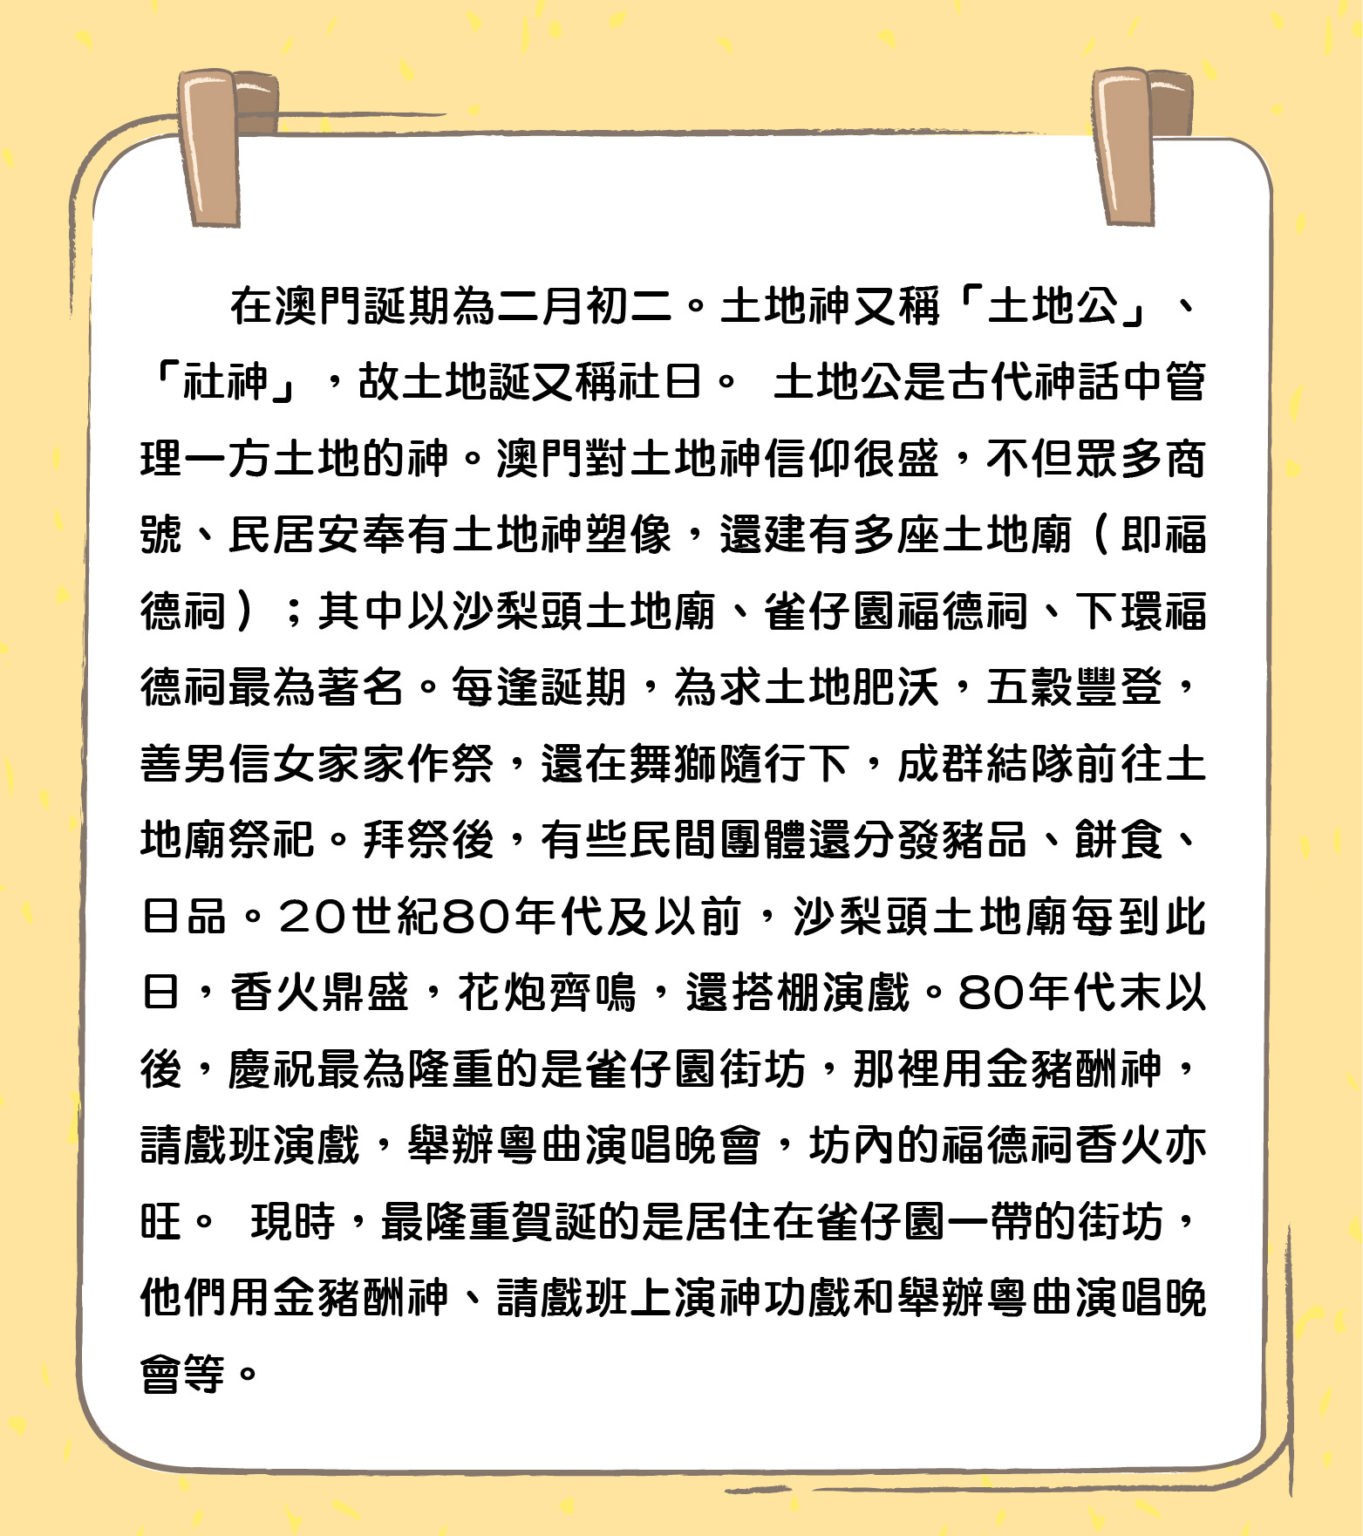 在澳門誕期為二月初二。土地神又稱「土地公」、
「社神」，故土地誕又稱社日。 土地公是古代神話中管
理一方土地的神。澳門對土地神信仰很盛，不但眾多商
號、民居安奉有土地神塑像，還建有多座土地廟（即福
德祠）；其中以沙梨頭土地廟、雀仔園福德祠、下環福
德祠最為著名。每逢誕期，為求土地肥沃，五穀豐登，
善男信女家家作祭，還在舞獅隨行下，成群結隊前往土
地廟祭祀。拜祭後，有些民間團體還分發豬品、餅食、
日品。20世紀80年代及以前，沙梨頭土地廟每到此
日，香火鼎盛，花炮齊鳴，還搭棚演戲。80年代末以
後，慶祝最為隆重的是雀仔園街坊，那裡用金豬酬神，
請戲班演戲，舉辦粵曲演唱晚會，坊內的福德祠香火亦
旺。 現時，最隆重賀誕的是居住在雀仔園一帶的街坊，
他們用金豬酬神、請戲班上演神功戲和舉辦粵曲演唱晚
會等。